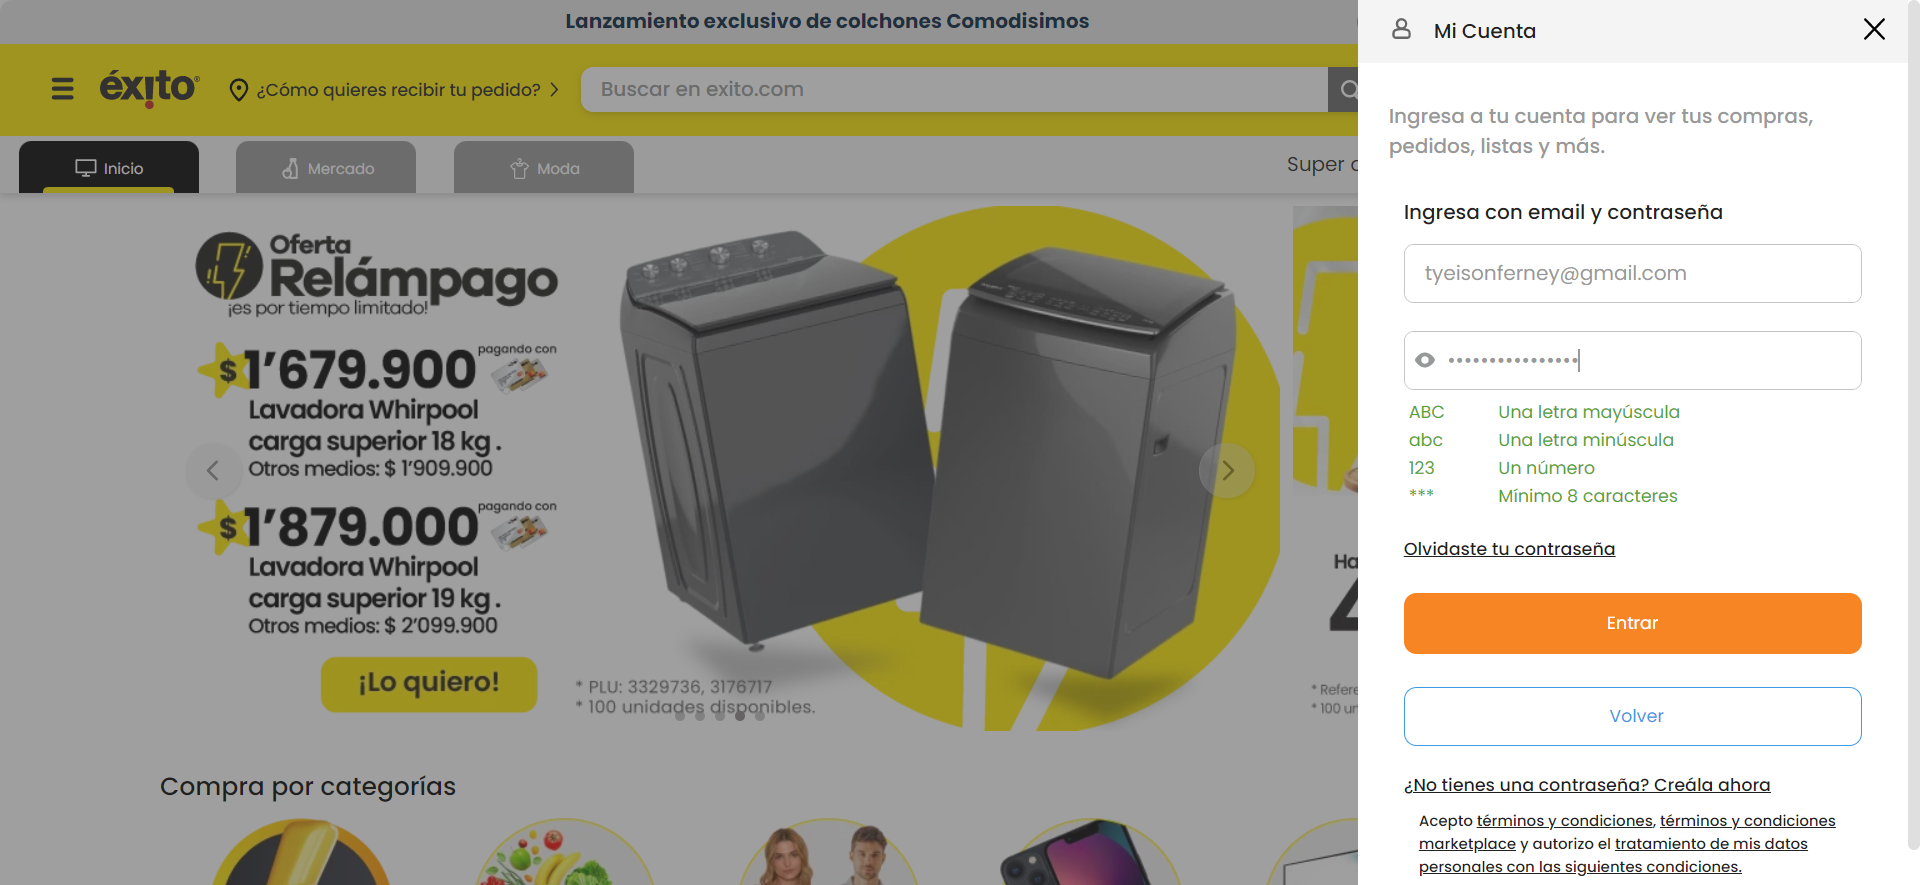 Lanzamiento exclusivo de colchones Comodisimos
éxito
¿Cómo quieres recibir tu pedido?
Buscar en exito.com
Inicio
Mercado
Moda
Super
Oferta
Relámpago
¡es por tiempo limitado!
$ 1’679.900
pagando con
Lavadora Whirpool
carga superior 18 kg .
Otros medios: $ 1’909.900
$ 1’879.000
pagando con
Lavadora Whirpool
carga superior 19 kg .
Otros medios: $ 2’099.900
¡Lo quiero!
* PLU: 3329736, 3176717
* 100 unidades disponibles.
Compra por categorías
Mi Cuenta
Ingresa a tu cuenta para ver tus compras,
pedidos, listas y más.
Ingresa con email y contraseña
tyeisonferney@gmail.com
••••••••••••••••
ABC Una letra mayúscula
abc Una letra minúscula
123 Un número
*** Mínimo 8 caracteres
Olvidaste tu contraseña
Entrar
Volver
¿No tienes una contraseña? Creála ahora
Acepto términos y condiciones, términos y condiciones
marketplace y autorizo el tratamiento de mis datos
personales con las siguientes condiciones.